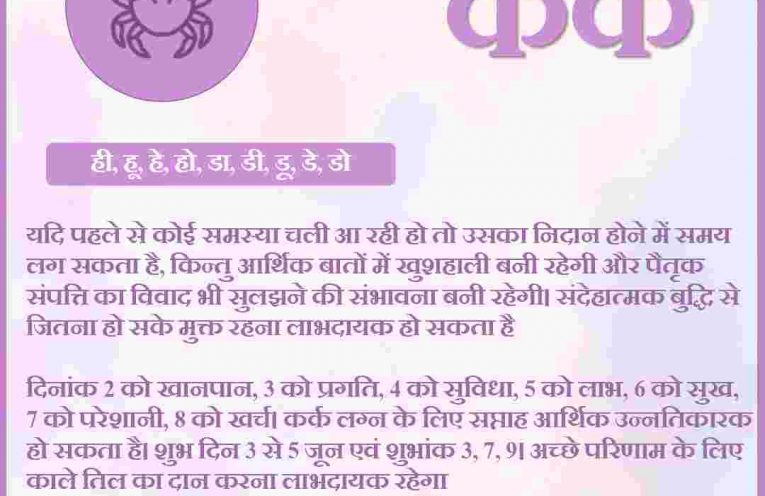 कर्क
ही, हू, हे, हो, डा, डी, डू, डे, डो
यदि पहले से कोई समस्या चली आ रही हो तो उसका निदान होने में समय
लग सकता है, किन्तु आर्थिक बातों में खुशहाली बनी रहेगी और पैतृक
संपत्ति का विवाद भी सुलझने की संभावना बनी रहेगी। संदेहात्मक बुद्धि से
जितना हो सके मुक्त रहना लाभदायक हो सकता है
दिनांक 2 को खानपान, 3 को प्रगति, 4 को सुविधा, 5 को लाभ, 6 को सुख,
7 को परेशानी, 8 को खर्च। कर्क लग्न के लिए सप्ताह आर्थिक उन्नतिकारक
हो सकता है। शुभ दिन 3 से 5 जून एवं शुभांक 3, 7, 9। अच्छे परिणाम के लिए
काले तिल का दान करना लाभदायक रहेगा